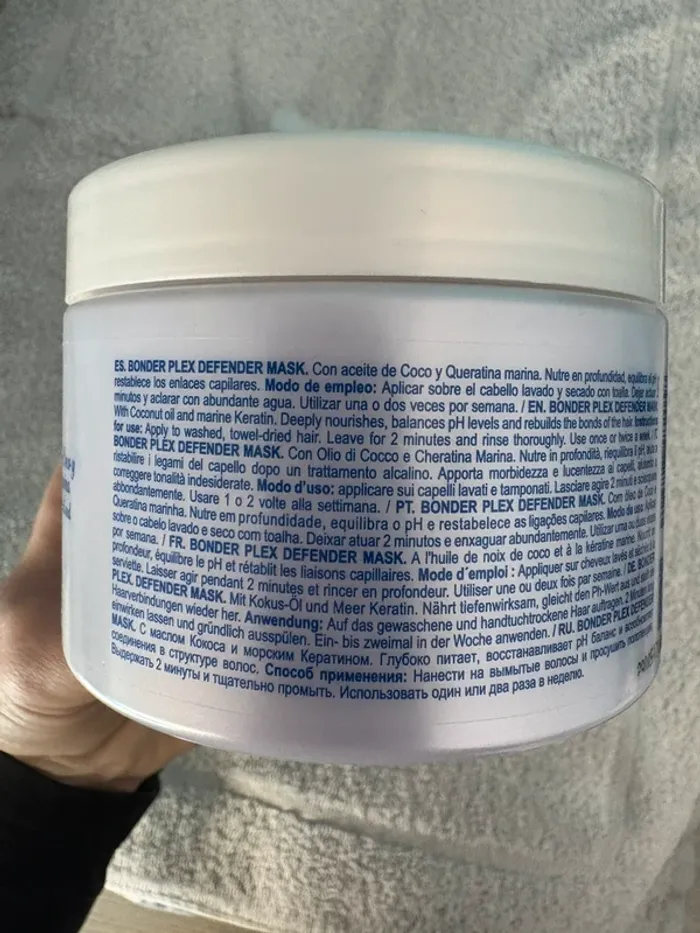 ES. BONDER PLEX DEFENDER MASK. Con aceite de Coco y Queratina marina. Nutre en profundidad, equilibra el pH y
restablece los enlaces capilares. Modo de empleo: Aplicar sobre el cabello lavado y secado con toalla. Dejar actuar 2
minutos y aclarar con abundante agua. Utilizar una o dos veces por semana. / EN. BONDER PLEX DEFENDER MASK.
With Coconut oil and marine Keratin. Deeply nourishes, balances pH levels and rebuilds the bonds of the hair. Instructions
for use: Apply to washed, towel-dried hair. Leave for 2 minutes and rinse thoroughly. Use once or twice a week. /
BONDER PLEX DEFENDER MASK. Con Olio di Cocco e Cheratina Marina. Nutre in profondità, riequilibra il pH, aiuta a
ristabilire i legami del capello dopo un trattamento alcalino. Apporta morbidezza e lucentezza ai capelli, aiutando a
correggere tonalità indesiderate. Modo d'uso: applicare sui capelli lavati e tamponati. Lasciare agire 2 minuti e sciacquare
abbondantemente. Usare 1 o 2 volte alla settimana. / PT. BONDER PLEX DEFENDER MASK. Com óleo de Coco e
Queratina marinha. Nutre em profundidade, equilibra o pH e restabelece as ligações capilares. Modo de uso: Aplicar
sobre o cabelo lavado e seco com toalha. Deixar atuar 2 minutos e enxaguar abundantemente. Utilizar uma ou duas vezes
por semana. / FR. BONDER PLEX DEFENDER MASK. A l'huile de noix de coco et à la kératine marine. Nourrit en
profondeur, équilibre le pH et rétablit les liaisons capillaires. Mode d'émploi : Appliquer sur cheveux lavés et séchés à la
serviette. Laisser agir pendant 2 minutes et rincer en profondeur. Utiliser une ou deux fois par semaine. / DE. BONDER
PLEX DEFENDER MASK. Mit Kokus-Öl und Meer Keratin. Nährt tiefenwirksam, gleicht den Ph-Wert aus und stellt die
Haarverbindungen wieder her. Anwendung: Auf das gewaschene und handtuchtrockene Haar auftragen. 2 Minuten
einwirken lassen und gründlich ausspülen. Ein- bis zweimal in der Woche anwenden. / RU. BONDER PLEX DEFENDER
MASK. С маслом Кокоса и морским Кератином. Глубоко питает, восстанавливает pH баланс и
соединения в структуре волос. Способ применения: Нанести на вымытые волосы и просушить
Выдержать 2 минуты и тщательно промыть. Использовать один или два раза в неделю.